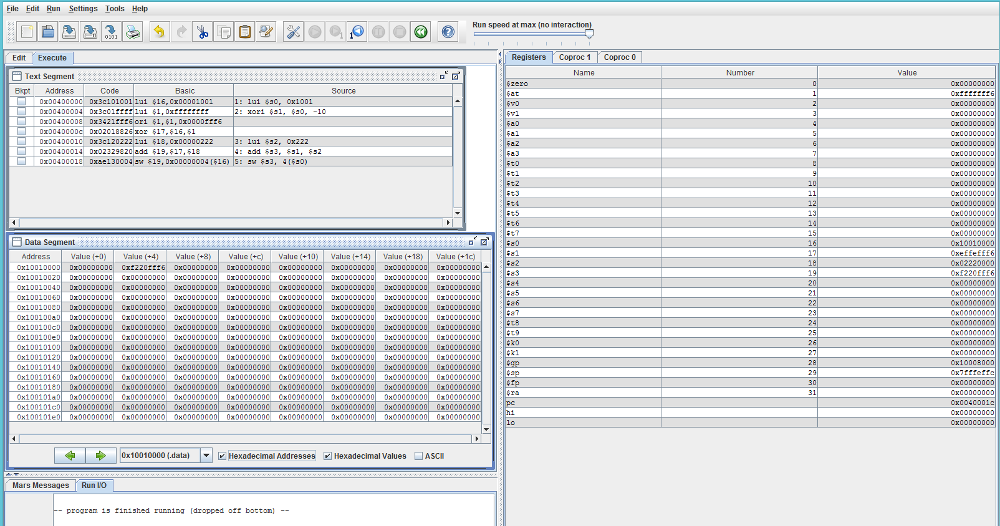 File Edit Run Settings Tools Help
Run speed at max (no interaction)
Edit Execute
Registers Coproc 1 Coproc 0
Text Segment
Bkpt Address Code Basic Source
0x00400000 0x3c101001 lui $16,0x00001001 1: lui $s0, 0x1001
0x00400004 0x3c01ffff lui $1,0xffffffff 2: xori $s1, $s0, -10
0x00400008 0x3421fff6 ori $1,$1,0x0000fff6
0x0040000c 0x02018826 xor $17,$16,$1
0x00400010 0x3c120222 lui $18,0x00000222 3: lui $s2, 0x222
0x00400014 0x02329820 add $19,$17,$18 4: add $s3, $s1, $s2
0x00400018 0xae130004 sw $19,0x00000004($16) 5: sw $s3, 4($s0)
Data Segment
Address Value (+0) Value (+4) Value (+8) Value (+c) Value (+10) Value (+14) Value (+18) Value (+1c)
0x10010000 0x00000000 0xf220fff6 0x00000000 0x00000000 0x00000000 0x00000000 0x00000000 0x00000000
0x10010020 0x00000000 0x00000000 0x00000000 0x00000000 0x00000000 0x00000000 0x00000000 0x00000000
0x10010040 0x00000000 0x00000000 0x00000000 0x00000000 0x00000000 0x00000000 0x00000000 0x00000000
0x10010060 0x00000000 0x00000000 0x00000000 0x00000000 0x00000000 0x00000000 0x00000000 0x00000000
0x10010080 0x00000000 0x00000000 0x00000000 0x00000000 0x00000000 0x00000000 0x00000000 0x00000000
0x100100a0 0x00000000 0x00000000 0x00000000 0x00000000 0x00000000 0x00000000 0x00000000 0x00000000
0x100100c0 0x00000000 0x00000000 0x00000000 0x00000000 0x00000000 0x00000000 0x00000000 0x00000000
0x100100e0 0x00000000 0x00000000 0x00000000 0x00000000 0x00000000 0x00000000 0x00000000 0x00000000
0x10010100 0x00000000 0x00000000 0x00000000 0x00000000 0x00000000 0x00000000 0x00000000 0x00000000
0x10010120 0x00000000 0x00000000 0x00000000 0x00000000 0x00000000 0x00000000 0x00000000 0x00000000
0x10010140 0x00000000 0x00000000 0x00000000 0x00000000 0x00000000 0x00000000 0x00000000 0x00000000
0x10010160 0x00000000 0x00000000 0x00000000 0x00000000 0x00000000 0x00000000 0x00000000 0x00000000
0x10010180 0x00000000 0x00000000 0x00000000 0x00000000 0x00000000 0x00000000 0x00000000 0x00000000
0x100101a0 0x00000000 0x00000000 0x00000000 0x00000000 0x00000000 0x00000000 0x00000000 0x00000000
0x100101c0 0x00000000 0x00000000 0x00000000 0x00000000 0x00000000 0x00000000 0x00000000 0x00000000
0x100101e0 0x00000000 0x00000000 0x00000000 0x00000000 0x00000000 0x00000000 0x00000000 0x00000000
0x10010000 (.data) Hexadecimal Addresses Hexadecimal Values ASCII
Mars Messages Run I/O
-- program is finished running (dropped off bottom) --
Name Number Value
$zero 0 0x00000000
$at 1 0xfffffff6
$v0 2 0x00000000
$v1 3 0x00000000
$a0 4 0x00000000
$a1 5 0x00000000
$a2 6 0x00000000
$a3 7 0x00000000
$t0 8 0x00000000
$t1 9 0x00000000
$t2 10 0x00000000
$t3 11 0x00000000
$t4 12 0x00000000
$t5 13 0x00000000
$t6 14 0x00000000
$t7 15 0x00000000
$s0 16 0x10010000
$s1 17 0xeffefff6
$s2 18 0x02220000
$s3 19 0xf220fff6
$s4 20 0x00000000
$s5 21 0x00000000
$s6 22 0x00000000
$s7 23 0x00000000
$t8 24 0x00000000
$t9 25 0x00000000
$k0 26 0x00000000
$k1 27 0x00000000
$gp 28 0x10008000
$sp 29 0x7fffeffc
$fp 30 0x00000000
$ra 31 0x00000000
pc 0x0040001c
hi 0x00000000
lo 0x00000000